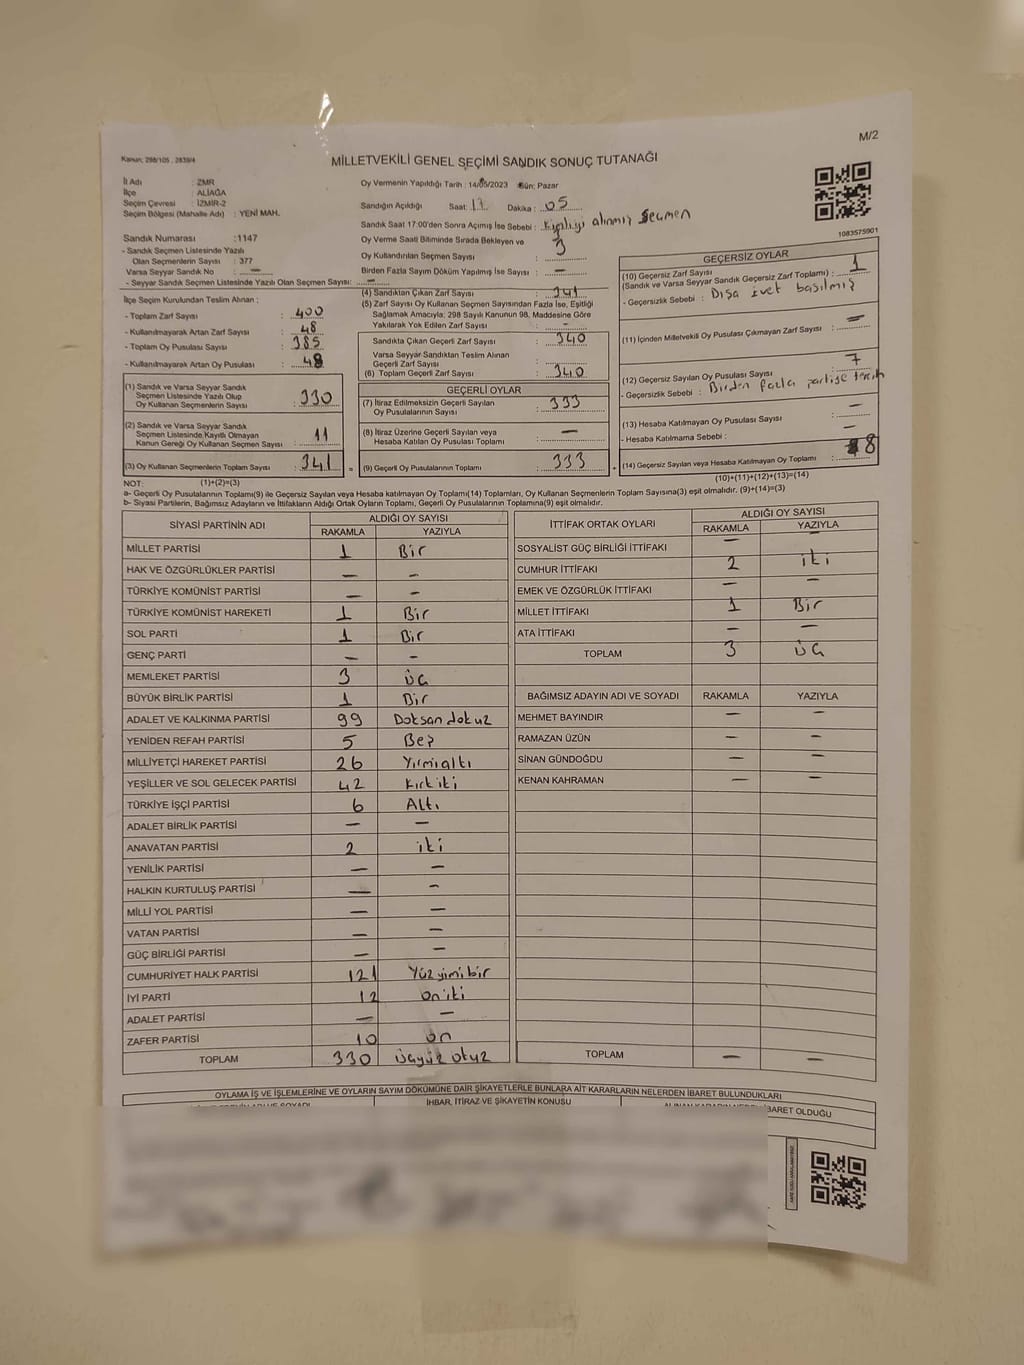 M/2
Kanun: 298/105 . 2839/4
MİLLETVEKİLİ GENEL SEÇİMİ SANDIK SONUÇ TUTANAĞI
İl Adı : İZMİR
İlçe : ALİAĞA
Seçim Çevresi : İZMİR-2
Seçim Bölgesi (Mahalle Adı) : YENİ MAH.
Sandık Numarası :1147
- Sandık Seçmen Listesinde Yazılı
Olan Seçmenlerin Sayısı : 377
Varsa Seyyar Sandık No : —
- Seyyar Sandık Seçmen Listesinde Yazılı Olan Seçmen Sayısı: —
Oy Vermenin Yapıldığı Tarih : 14/05/2023 Gün: Pazar
Sandığın Açıldığı Saat: 17 Dakika : 05
Sandık Saat 17:00'den Sonra Açımış İse Sebebi : alınmış seçmen
Oy Verme Saati Bitiminde Sırada Bekleyen ve
Oy Kullandırılan Seçmen Sayısı : 3
Birden Fazla Sayım Döküm Yapılmış İse Sayısı : —
1083575901
İlçe Seçim Kurulundan Teslim Alınan ;
- Toplam Zarf Sayısı : 400
- Kullanılmayarak Artan Zarf Sayısı : 48
- Toplam Oy Pusulası Sayısı : 385
- Kullanılmayarak Artan Oy Pusulası : 48
(1) Sandık ve Varsa Seyyar Sandık
Seçmen Listesinde Yazılı Olup
Oy Kullanan Seçmenlerin Sayısı : 330
(2) Sandık ve Varsa Seyyar Sandık
Seçmen Listesinde Kayıtlı Olmayan
Kanun Gereği Oy Kullanan Seçmen Sayısı : 11
(3) Oy Kullanan Seçmenlerin Toplam Sayısı : 341
(4) Sandıktan Çıkan Zarf Sayısı : 341
(5) Zarf Sayısı Oy Kullanan Seçmen Sayısından Fazla İse, Eşitliği
Sağlamak Amacıyla; 298 Sayılı Kanunun 98. Maddesine Göre
Yakılarak Yok Edilen Zarf Sayısı : —
Sandıkta Çıkan Geçerli Zarf Sayısı : 340
Varsa Seyyar Sandıktan Teslim Alınan
Geçerli Zarf Sayısı :
(6) Toplam Geçerli Zarf Sayısı : 340
GEÇERLİ OYLAR
(7) İtiraz Edilmeksizin Geçerli Sayılan
Oy Pusulalarının Sayısı : 333
(8) İtiraz Üzerine Geçerli Sayılan veya
Hesaba Katılan Oy Pusulası Toplamı : —
(9) Geçerli Oy Pusulalarının Toplamı : 333
GEÇERSİZ OYLAR
(10) Geçersiz Zarf Sayısı
(Sandık ve Varsa Seyyar Sandık Geçersiz Zarf Toplamı) : 1
- Geçersizlik Sebebi : Dışa evet basılmış
(11) İçinden Milletvekili Oy Pusulası Çıkmayan Zarf Sayısı : —
(12) Geçersiz Sayılan Oy Pusulası Sayısı : 7
- Geçersizlik Sebebi : Birden fazla partiye tercih
(13) Hesaba Katılmayan Oy Pusulası Sayısı : —
- Hesaba Katılmama Sebebi : —
(14) Geçersiz Sayılan veya Hesaba Katılmayan Oy Toplamı : 8
NOT: (1)+(2)=(3) (10)+(11)+(12)+(13)=(14)
a- Geçerli Oy Pusulalarının Toplamı(9) ile Geçersiz Sayılan veya Hesaba katılmayan Oy Toplamı(14) Toplamları, Oy Kullanan Seçmenlerin Toplam Sayısına(3) eşit olmalıdır. (9)+(14)=(3)
b- Siyasi Partilerin, Bağımsız Adayların ve İttifakların Aldığı Ortak Oyların Toplamı, Geçerli Oy Pusulalarının Toplamına(9) eşit olmalıdır.
SİYASİ PARTİNİN ADI ALDIĞI OY SAYISI
RAKAMLA YAZIYLA
MİLLET PARTİSİ 1 Bir
HAK VE ÖZGÜRLÜKLER PARTİSİ — —
TÜRKİYE KOMÜNİST PARTİSİ — —
TÜRKİYE KOMÜNİST HAREKETİ 1 Bir
SOL PARTİ 1 Bir
GENÇ PARTİ — —
MEMLEKET PARTİSİ 3 üç
BÜYÜK BİRLİK PARTİSİ 1 Bir
ADALET VE KALKINMA PARTİSİ 99 Doksan dokuz
YENİDEN REFAH PARTİSİ 5 Beş
MİLLİYETÇİ HAREKET PARTİSİ 26 Yirmialtı
YEŞİLLER VE SOL GELECEK PARTİSİ 42 Kırkiki
TÜRKİYE İŞÇİ PARTİSİ 6 Altı
ADALET BİRLİK PARTİSİ — —
ANAVATAN PARTİSİ 2 iki
YENİLİK PARTİSİ — —
HALKIN KURTULUŞ PARTİSİ — —
MİLLİ YOL PARTİSİ — —
VATAN PARTİSİ — —
GÜÇ BİRLİĞİ PARTİSİ — —
CUMHURİYET HALK PARTİSİ 121 Yüzyimibir
İYİ PARTİ 12 oniki
ADALET PARTİSİ — —
ZAFER PARTİSİ 10 on
TOPLAM 330 üçyüz otuz
İTTİFAK ORTAK OYLARI ALDIĞI OY SAYISI
RAKAMLA YAZIYLA
SOSYALİST GÜÇ BİRLİĞİ İTTİFAKI — —
CUMHUR İTTİFAKI 2 iki
EMEK VE ÖZGÜRLÜK İTTİFAKI — —
MİLLET İTTİFAKI 1 Bir
ATA İTTİFAKI — —
TOPLAM 3 üç
BAĞIMSIZ ADAYIN ADI VE SOYADI RAKAMLA YAZIYLA
MEHMET BAYINDIR — —
RAMAZAN ÜZÜN — —
SİNAN GÜNDOĞDU — —
KENAN KAHRAMAN — —
TOPLAM — —
OYLAMA İŞ VE İŞLEMLERİNE VE OYLARIN SAYIM DÖKÜMÜNE DAİR ŞİKAYETLERLE BUNLARA AİT KARARLARIN NELERDEN İBARET BULUNDUKLARI
İHBAR, İTİRAZ VE ŞİKAYETİN KONUSU
İBARET OLDUĞU